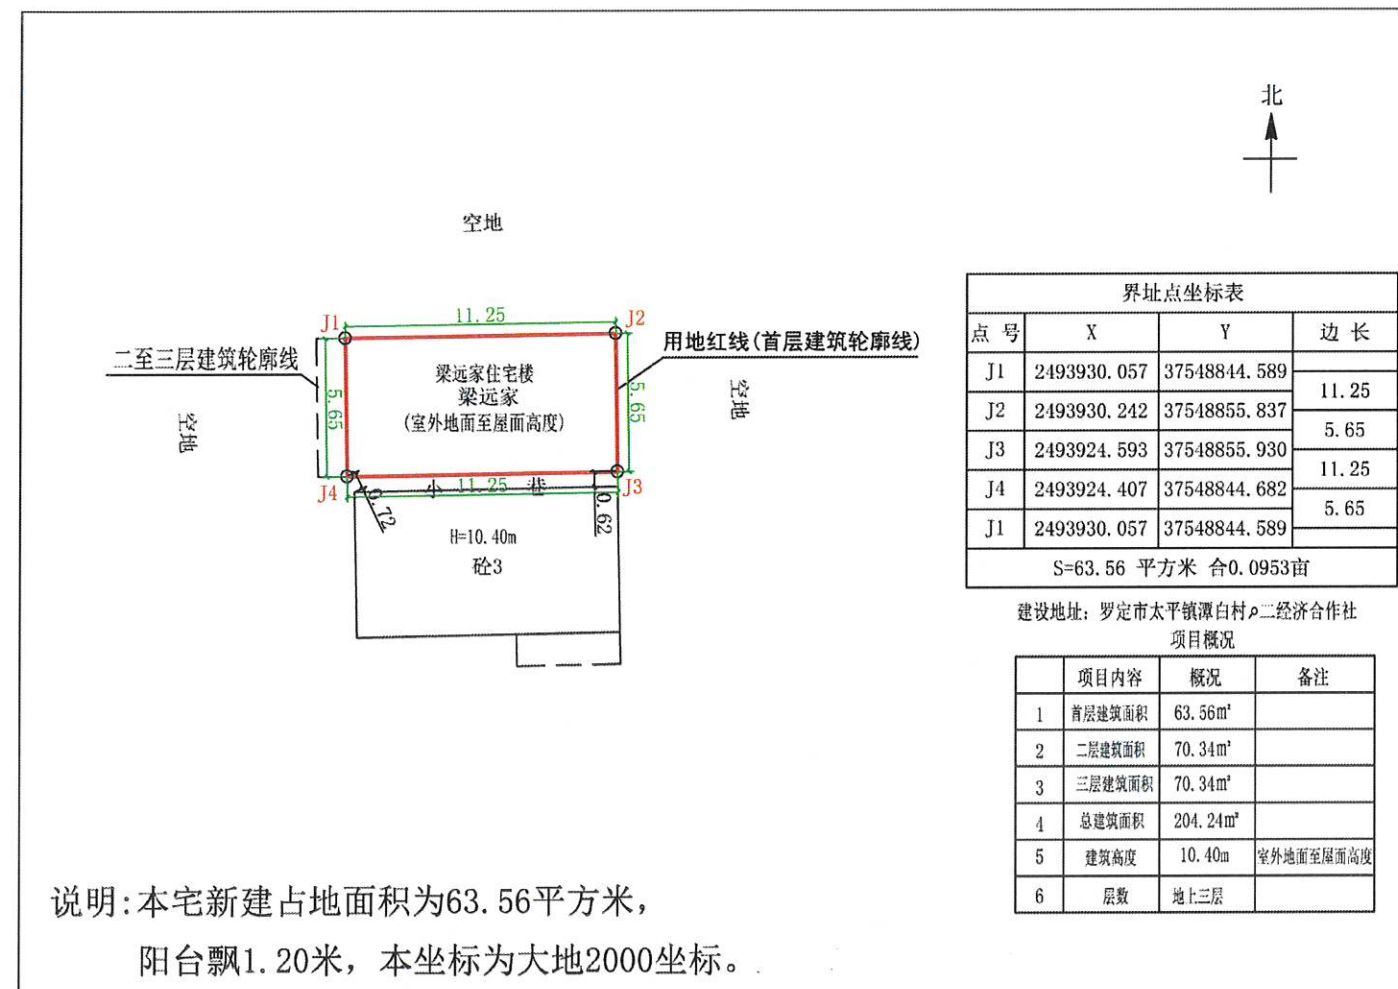 北
空地
J1
11.25
J2
二至三层建筑轮廓线
用地红线(首层建筑轮廓线)
梁远家住宅楼
梁远家
(室外地面至屋面高度)
5.65
5.65
空地
空地
J4
小 11.25 巷
J3
0.72
0.62
H=10.40m
砼3
界址点坐标表
点 号 X Y 边 长
J1 2493930.057 37548844.589
11.25
J2 2493930.242 37548855.837
5.65
J3 2493924.593 37548855.930
11.25
J4 2493924.407 37548844.682
5.65
J1 2493930.057 37548844.589
S=63.56 平方米 合0.0953亩
建设地址: 罗定市太平镇潭白村 二经济合作社
项目概况
项目内容 概况 备注
1 首层建筑面积 63.56m²
2 二层建筑面积 70.34m²
3 三层建筑面积 70.34m²
4 总建筑面积 204.24m²
5 建筑高度 10.40m 室外地面至屋面高度
6 层数 地上三层
说明:本宅新建占地面积为63.56平方米,
阳台飘1.20米, 本坐标为大地2000坐标。